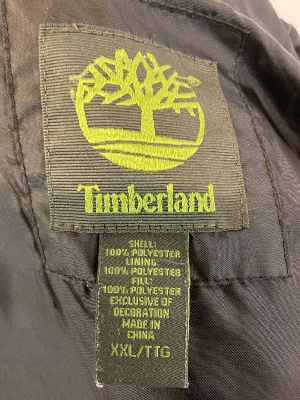 Timberland
SHELL:
100% POLYESTER
LINING:
100% POLYESTER
FILL:
100% POLYESTER
EXCLUSIVE OF
DECORATION
MADE IN
CHINA
XXL/TTG